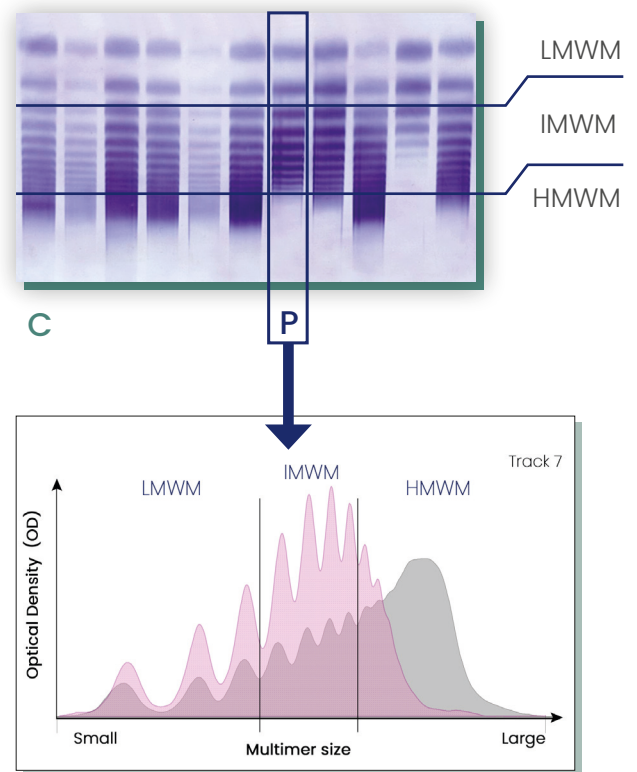 LMWM
IMWM
HMWM
C
P
Track 7
LMWM
IMWM
HMWM
Optical Density (OD)
Small
Multimer size
Large